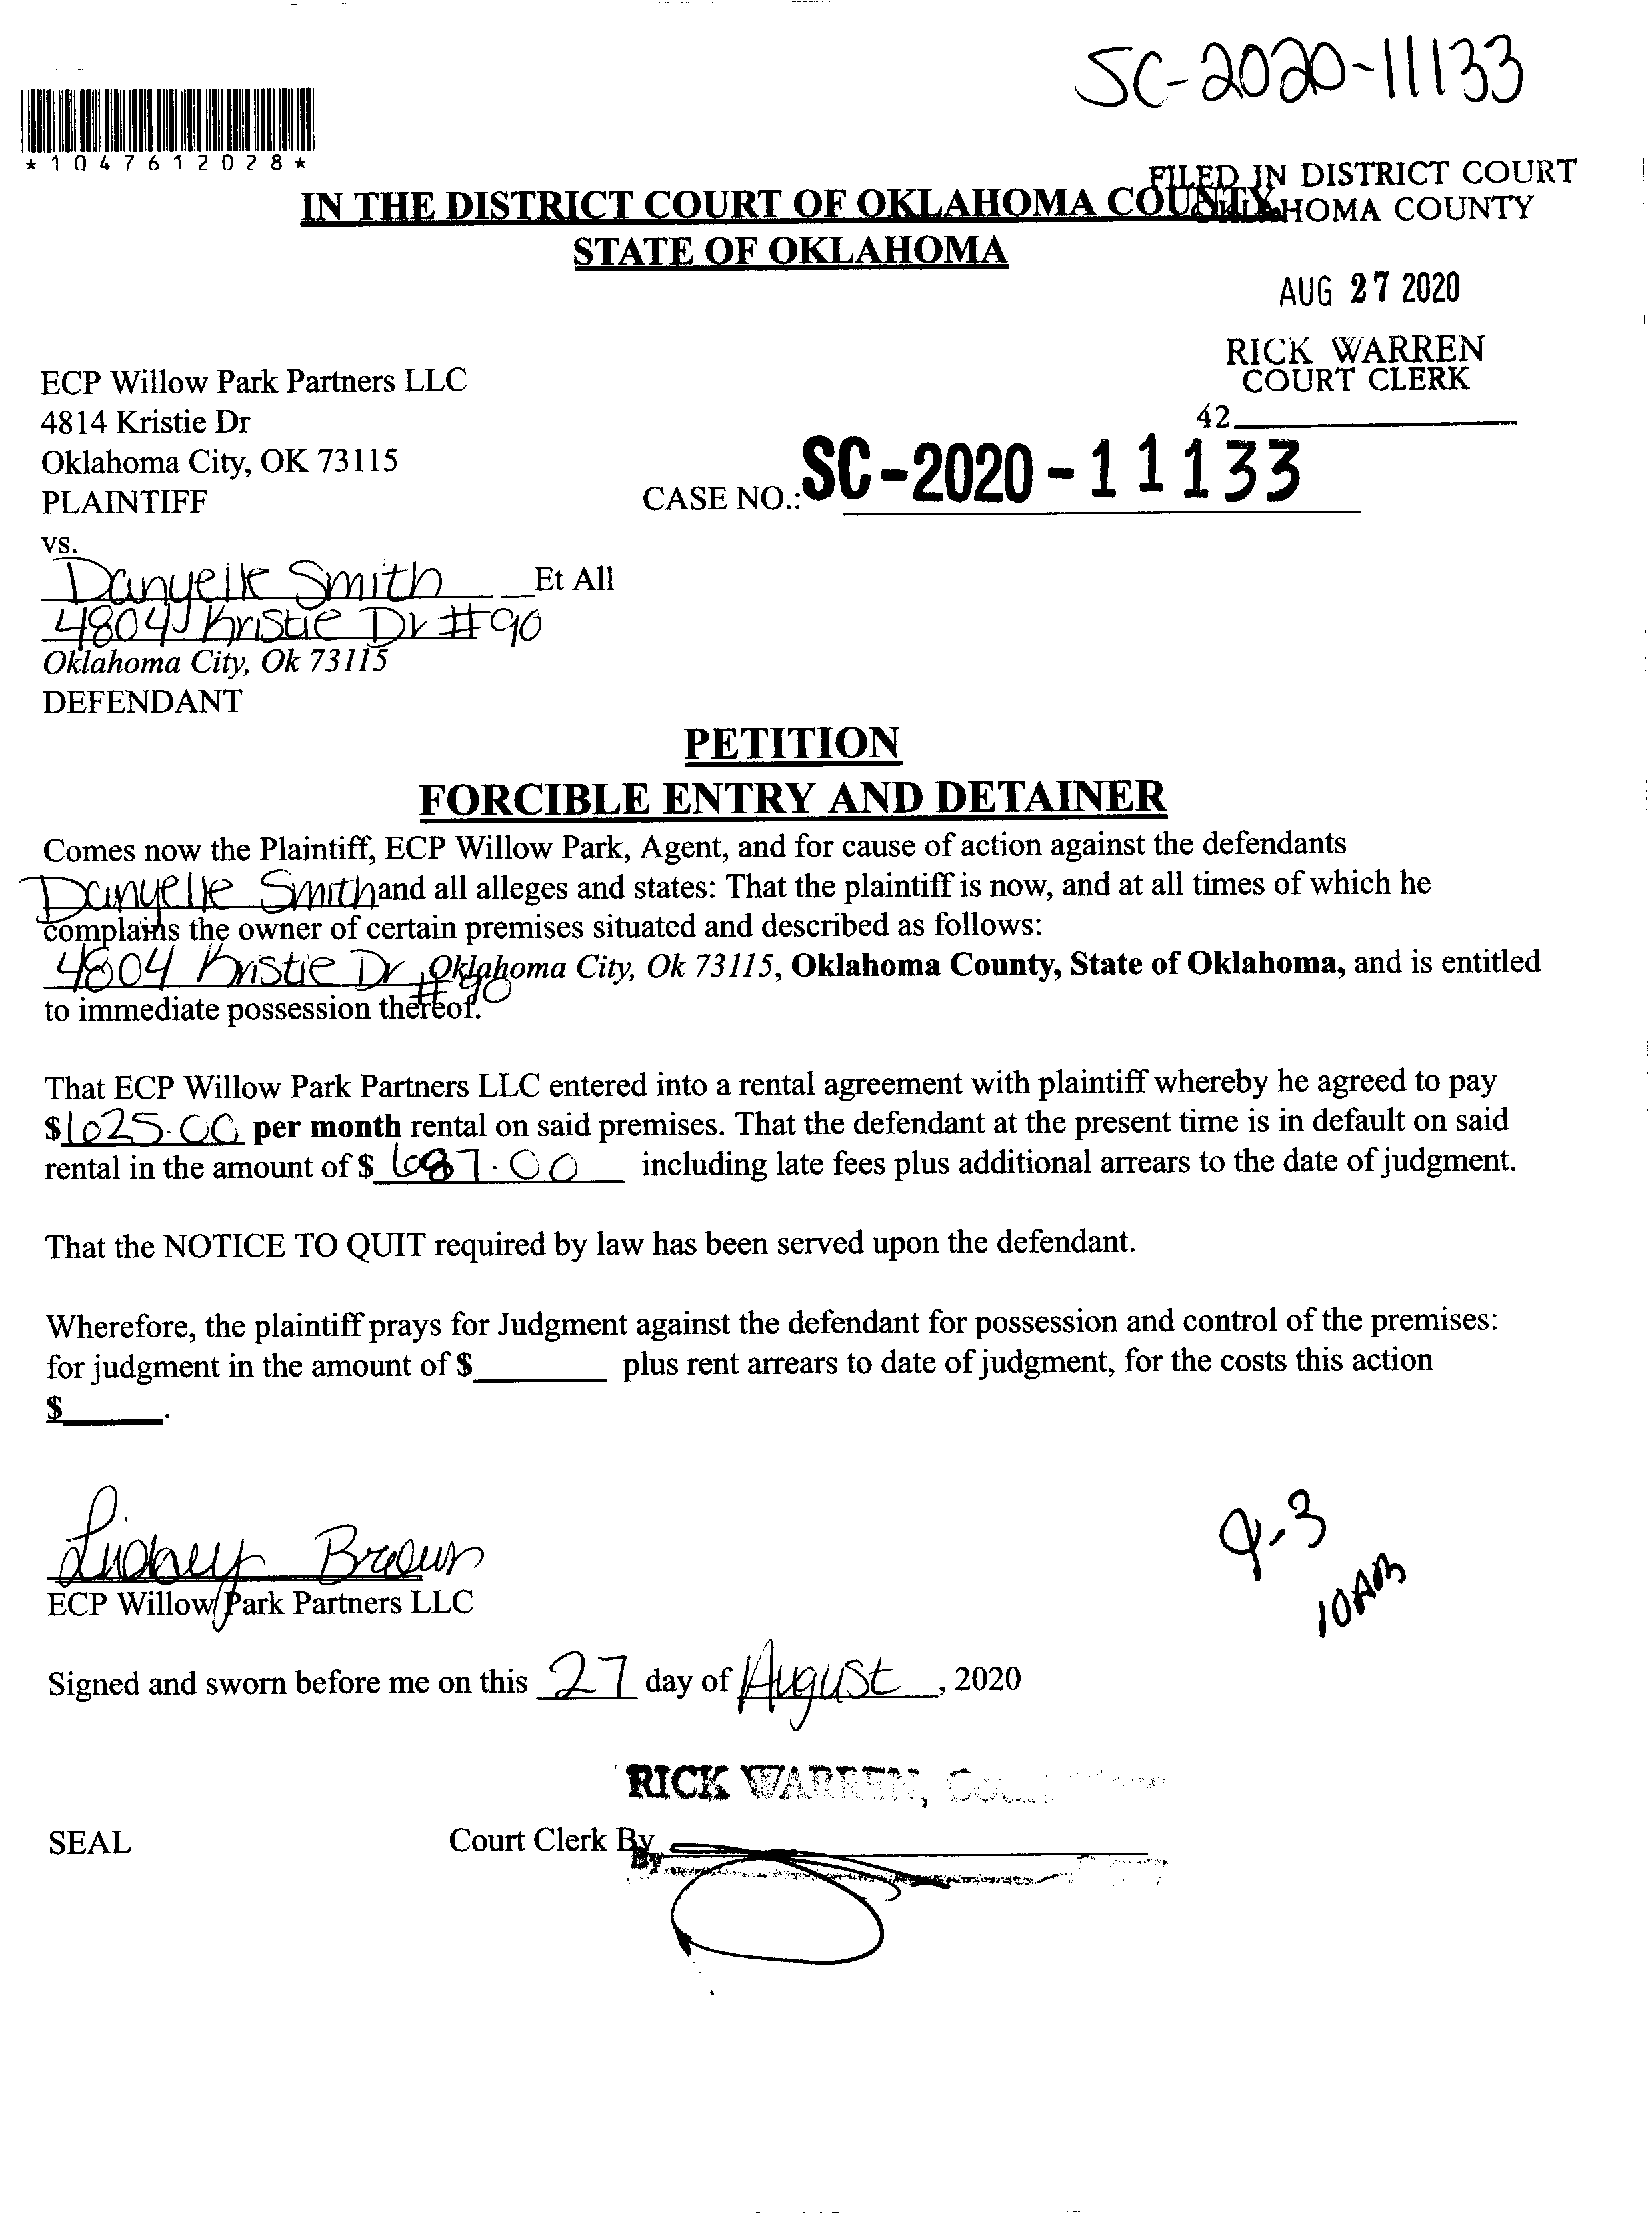 SC-2020-11133
*1047612028*
FILED IN DISTRICT COURT
OKLAHOMA COUNTY
IN THE DISTRICT COURT OF OKLAHOMA COUNTY
STATE OF OKLAHOMA
AUG 27 2020
RICK WARREN
COURT CLERK
42
ECP Willow Park Partners LLC
4814 Kristie Dr
Oklahoma City, OK 73115
PLAINTIFF
CASE NO.: SC-2020-11133
vs.
Danyelle Smith Et All
4804 Kristie Dr #90
Oklahoma City, Ok 73115
DEFENDANT
PETITION
FORCIBLE ENTRY AND DETAINER
Comes now the Plaintiff, ECP Willow Park, Agent, and for cause of action against the defendants
Danyelle Smith and all alleges and states: That the plaintiff is now, and at all times of which he
complains the owner of certain premises situated and described as follows:
4804 Kristie Dr #90, Oklahoma City, Ok 73115, Oklahoma County, State of Oklahoma, and is entitled
to immediate possession thereof.
That ECP Willow Park Partners LLC entered into a rental agreement with plaintiff whereby he agreed to pay
$1025.00 per month rental on said premises. That the defendant at the present time is in default on said
rental in the amount of $ 1087.00 including late fees plus additional arrears to the date of judgment.
That the NOTICE TO QUIT required by law has been served upon the defendant.
Wherefore, the plaintiff prays for Judgment against the defendant for possession and control of the premises:
for judgment in the amount of $ plus rent arrears to date of judgment, for the costs this action
$ .
Brown
ECP Willow Park Partners LLC
9-3
10AM
Signed and sworn before me on this 27 day of August, 2020
RICK WARREN,
SEAL
Court Clerk By
By